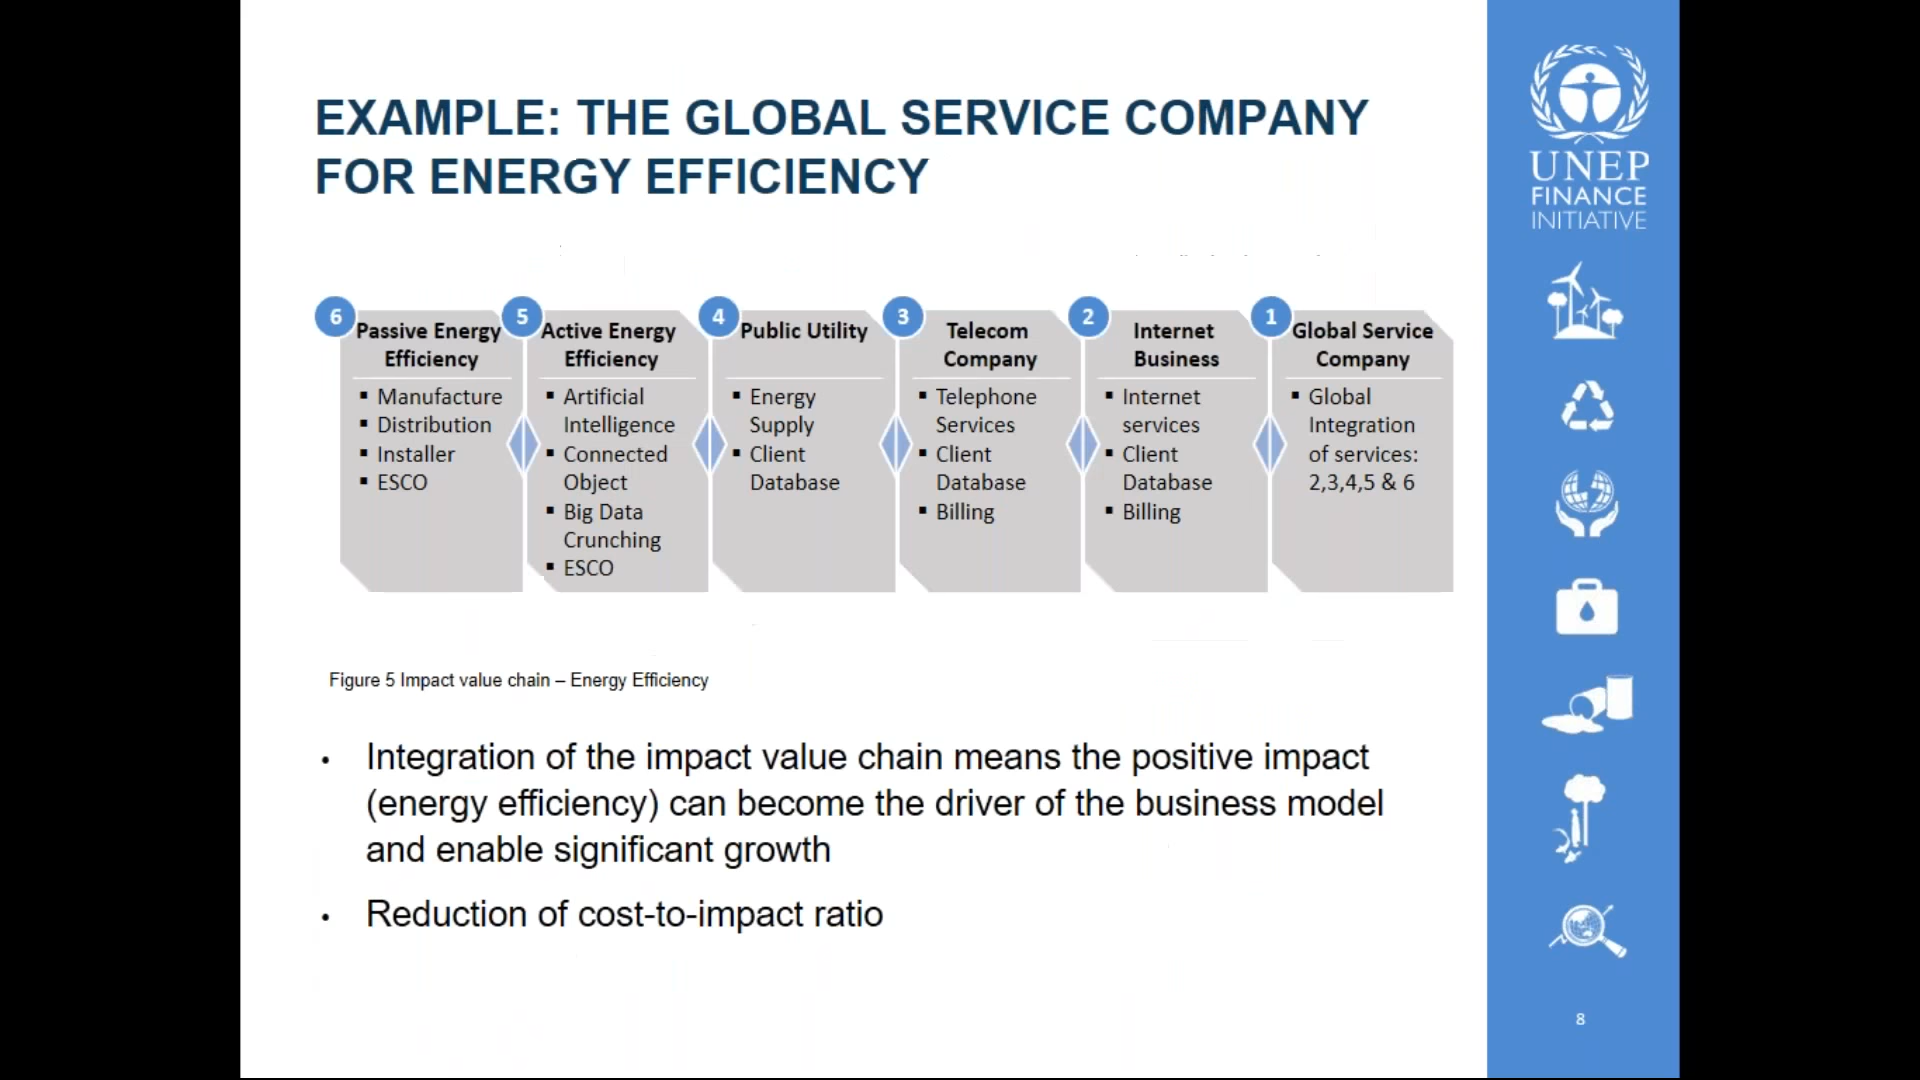 EXAMPLE: THE GLOBAL SERVICE COMPANY
FOR ENERGY EFFICIENCY
6
Passive Energy
Efficiency
▪ Manufacture
▪ Distribution
▪ Installer
▪ ESCO
5
Active Energy
Efficiency
▪ Artificial
Intelligence
▪ Connected
Object
▪ Big Data
Crunching
▪ ESCO
4
Public Utility
▪ Energy
Supply
▪ Client
Database
3
Telecom
Company
▪ Telephone
Services
▪ Client
Database
▪ Billing
2
Internet
Business
▪ Internet
services
▪ Client
Database
▪ Billing
1
Global Service
Company
▪ Global
Integration
of services:
2,3,4,5 & 6
Figure 5 Impact value chain – Energy Efficiency
• Integration of the impact value chain means the positive impact
(energy efficiency) can become the driver of the business model
and enable significant growth
• Reduction of cost-to-impact ratio
UNEP
FINANCE
INITIATIVE
8